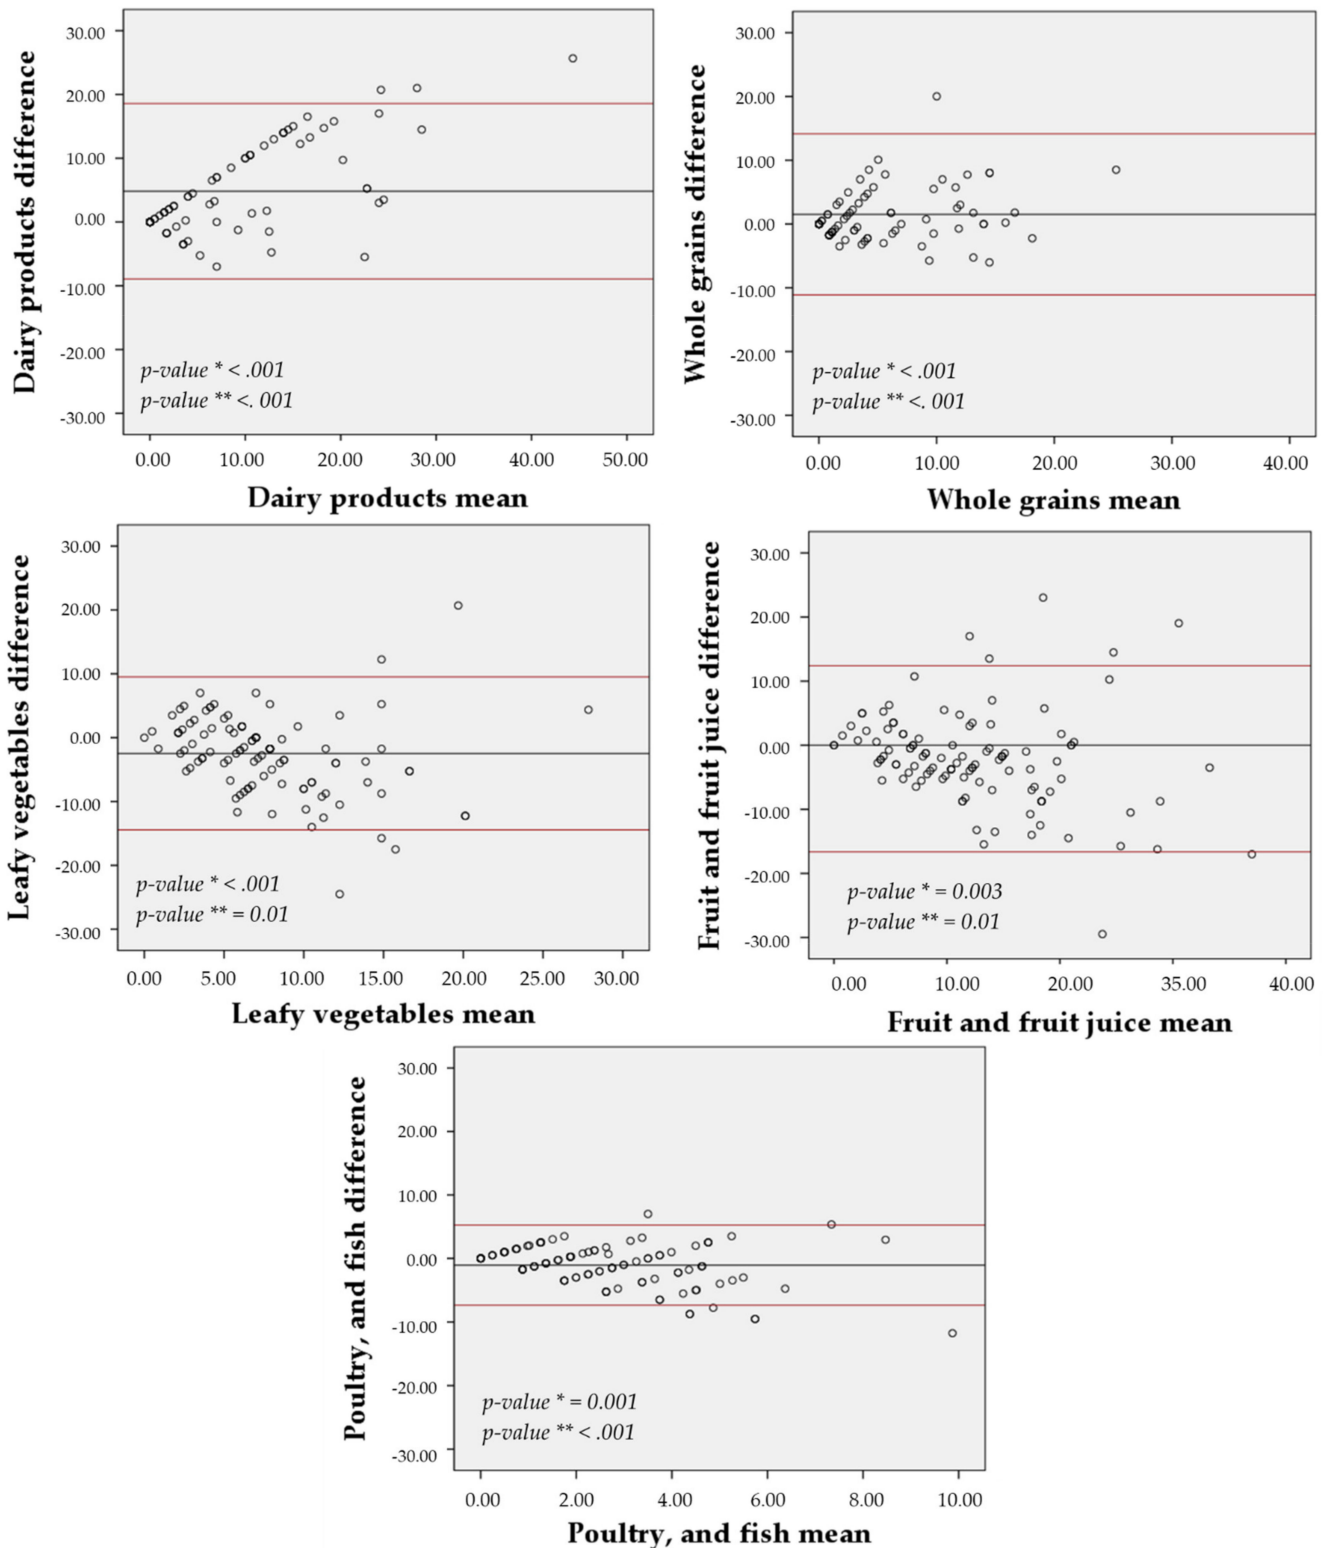 Dairy products difference
30.00
20.00
10.00
0.00
-10.00
-20.00
-30.00
p-value * < .001
p-value ** <. 001
0.00 10.00 20.00 30.00 40.00 50.00
Dairy products mean
Whole grains difference
30.00
20.00
10.00
0.00
-10.00
-20.00
-30.00
p-value * < .001
p-value ** <. 001
0.00 10.00 20.00 30.00 40.00
Whole grains mean
Leafy vegetables difference
30.00
20.00
10.00
0.00
-10.00
-20.00
-30.00
p-value * < .001
p-value ** = 0.01
0.00 5.00 10.00 15.00 20.00 25.00 30.00
Leafy vegetables mean
Fruit and fruit juice difference
30.00
20.00
10.00
0.00
-10.00
-20.00
-30.00
p-value * = 0.003
p-value ** = 0.01
0.00 10.00 20.00 35.00 40.00
Fruit and fruit juice mean
Poultry, and fish difference
30.00
20.00
10.00
0.00
-10.00
-20.00
-30.00
p-value * = 0.001
p-value ** < .001
0.00 2.00 4.00 6.00 8.00 10.00
Poultry, and fish mean